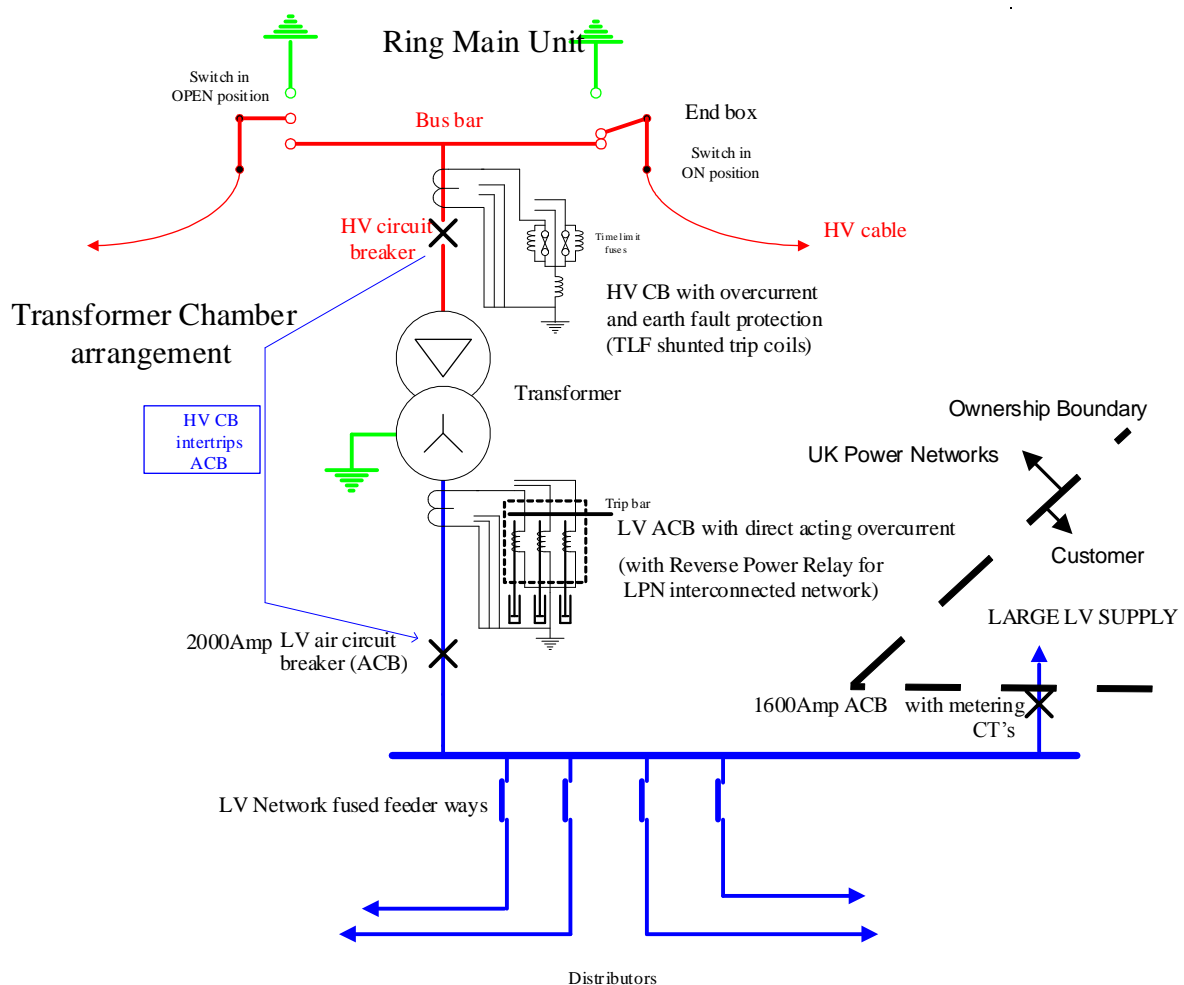 Ring Main Unit
Switch in
OPEN position
Bus bar
End box
Switch in
ON position
HV circuit
breaker
Time limit
fuses
HV cable
HV CB with overcurrent
and earth fault protection
(TLF shunted trip coils)
Transformer Chamber
arrangement
Transformer
HV CB
intertrips
ACB
Ownership Boundary
UK Power Networks
Customer
Trip bar
LV ACB with direct acting overcurrent
(with Reverse Power Relay for
LPN interconnected network)
LARGE LV SUPPLY
2000Amp LV air circuit
breaker (ACB)
1600Amp ACB with metering
CT's
LV Network fused feeder ways
Distributors